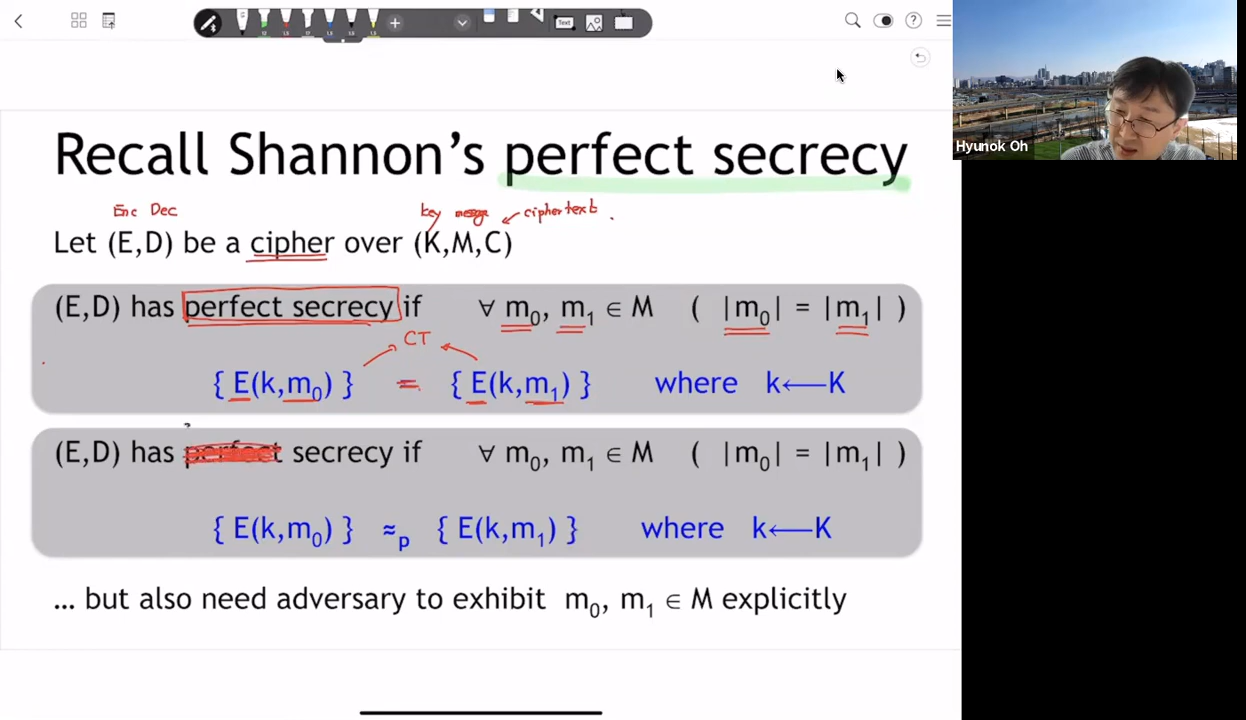 Text
Hyunok Oh
Recall Shannon's perfect secrecy
Enc Dec key message ciphertext
Let (E,D) be a cipher over (K,M,C)
(E,D) has perfect secrecy if ∀ m₀, m₁ ∈ M ( |m₀| = |m₁| )
CT
{ E(k,m₀) } = { E(k,m₁) } where k⟵K
(E,D) has perfect secrecy if ∀ m₀, m₁ ∈ M ( |m₀| = |m₁| )
{ E(k,m₀) } ≈ₚ { E(k,m₁) } where k⟵K
... but also need adversary to exhibit m₀, m₁ ∈ M explicitly